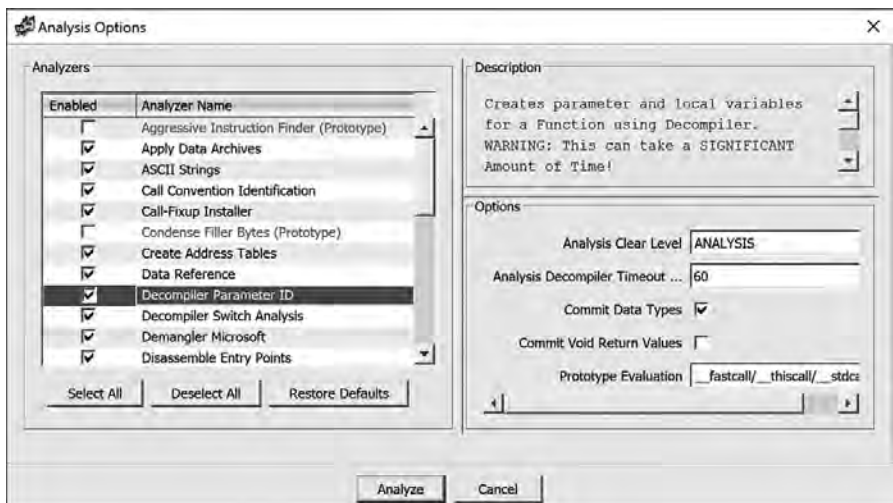 Analysis Options
Analyzers
Enabled Analyzer Name
Aggressive Instruction Finder (Prototype)
Apply Data Archives
ASCII Strings
Call Convention Identification
Call-Fixup Installer
Condense Filler Bytes (Prototype)
Create Address Tables
Data Reference
Decompiler Parameter ID
Decompiler Switch Analysis
Demangler Microsoft
Disassemble Entry Points
Select All Deselect All Restore Defaults
Description
Creates parameter and local variables
for a Function using Decompiler.
WARNING: This can take a SIGNIFICANT
Amount of Time!
Options
Analysis Clear Level ANALYSIS
Analysis Decompiler Timeout ... 60
Commit Data Types
Commit Void Return Values
Prototype Evaluation __fastcall/__thiscall/__stdca
Analyze Cancel